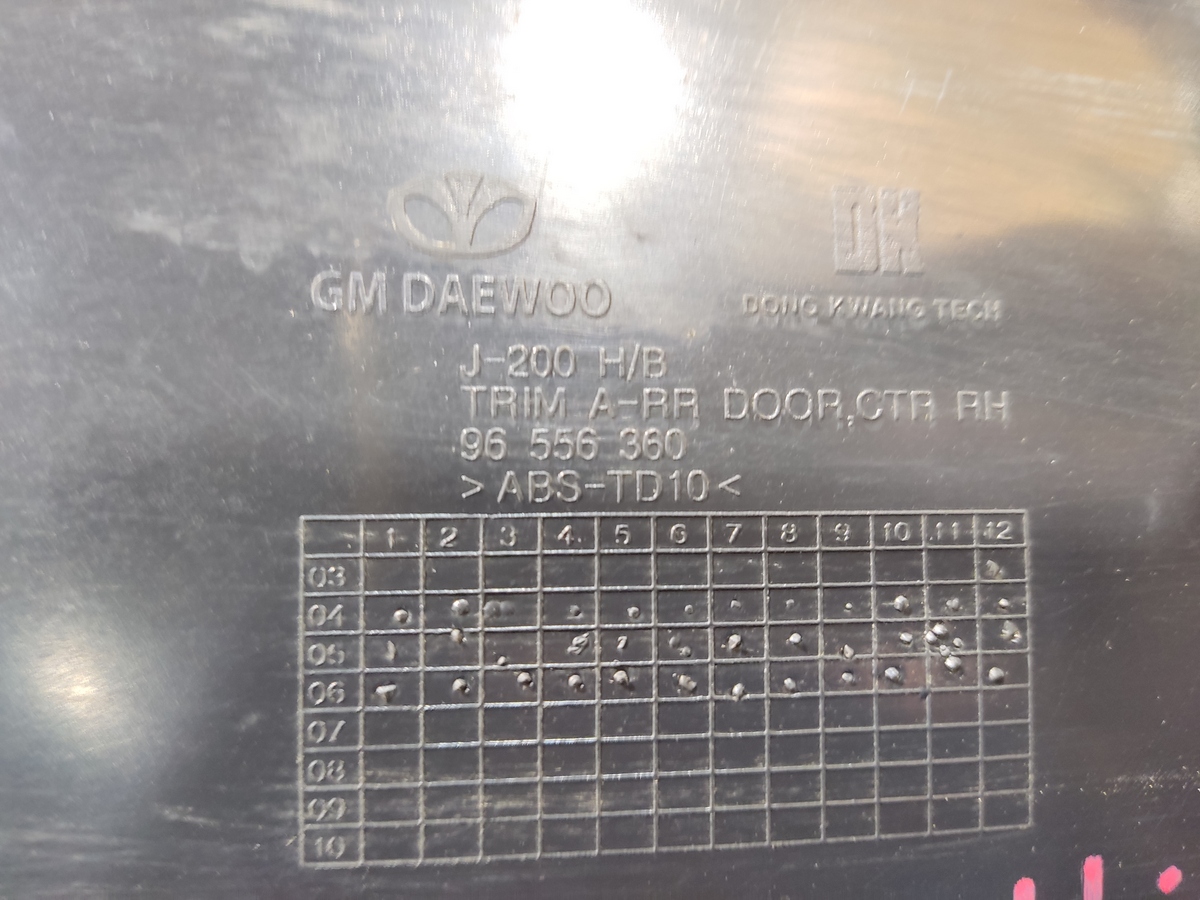 GM DAEWOO
DK
DONG KWANG TECH
J-200 H/B
TRIM A-RR DOOR,CTR RH
96 556 360
>ABS-TD10<
1 2 3 4 5 6 7 8 9 10 11 12
03
04
05
06
07
08
09
10